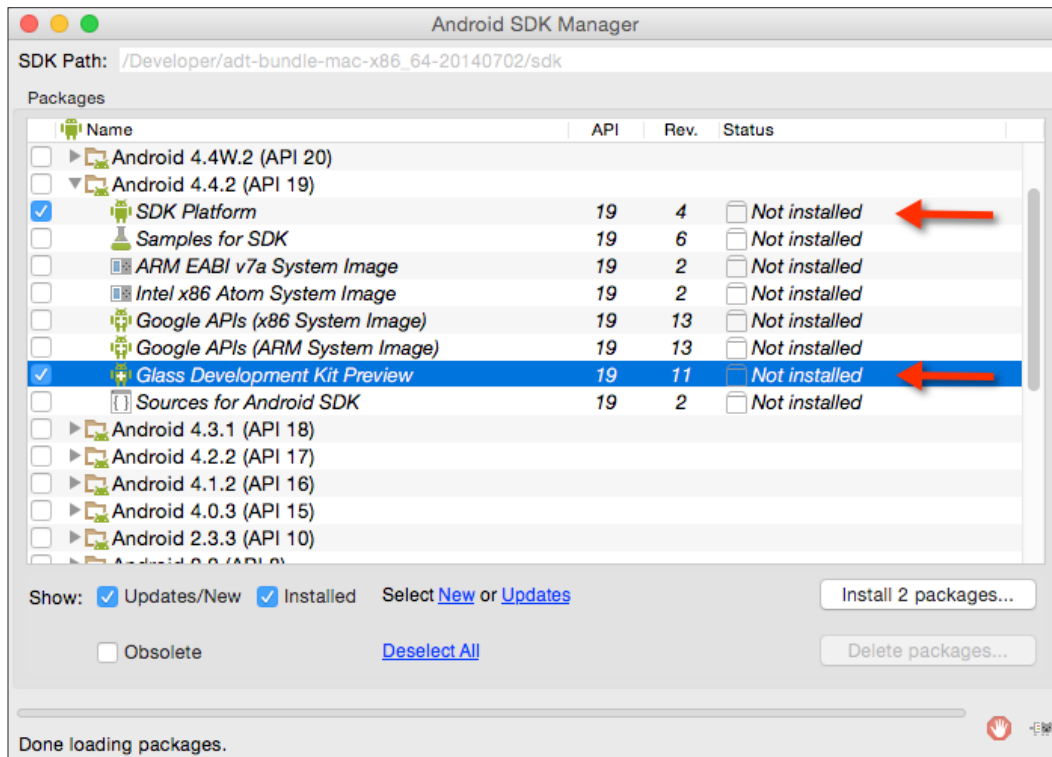 Android SDK Manager
SDK Path: /Developer/adt-bundle-mac-x86_64-20140702/sdk
Packages
Name API Rev. Status
Android 4.4W.2 (API 20)
Android 4.4.2 (API 19)
SDK Platform 19 4 Not installed
Samples for SDK 19 6 Not installed
ARM EABI v7a System Image 19 2 Not installed
Intel x86 Atom System Image 19 2 Not installed
Google APIs (x86 System Image) 19 13 Not installed
Google APIs (ARM System Image) 19 13 Not installed
Glass Development Kit Preview 19 11 Not installed
Sources for Android SDK 19 2 Not installed
Android 4.3.1 (API 18)
Android 4.2.2 (API 17)
Android 4.1.2 (API 16)
Android 4.0.3 (API 15)
Android 2.3.3 (API 10)
Show: Updates/New Installed Select New or Updates Install 2 packages...
Obsolete Deselect All Delete packages...
Done loading packages.